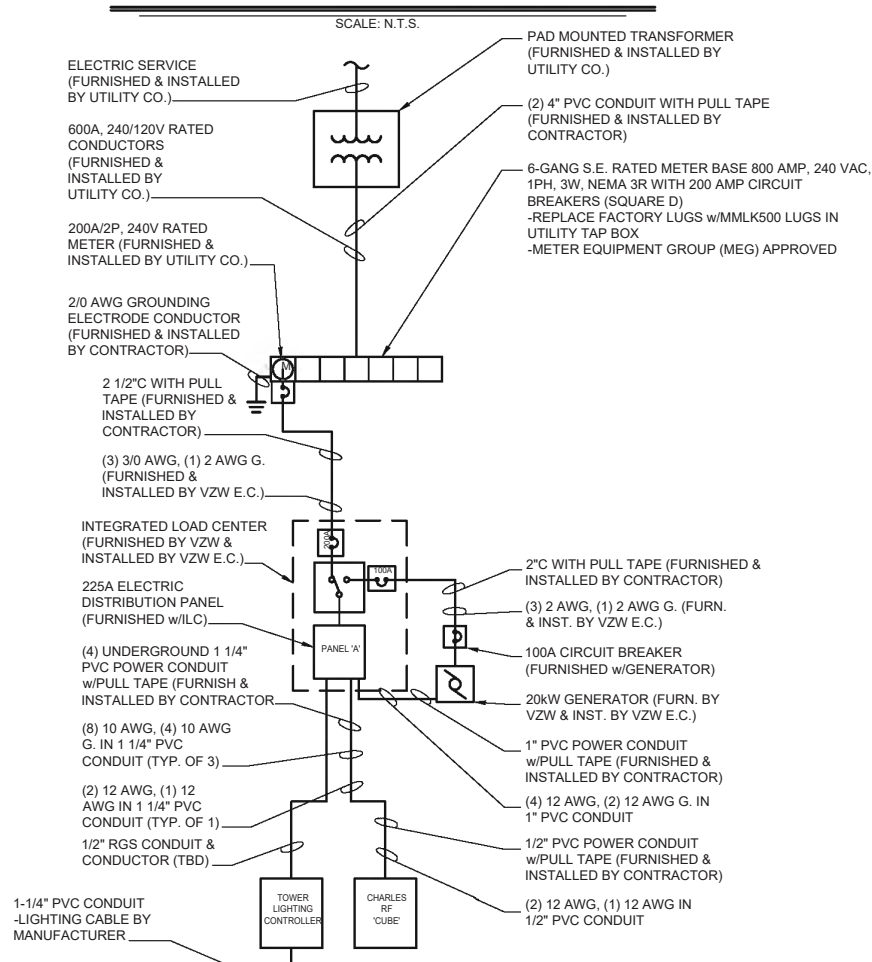 SCALE: N.T.S.
ELECTRIC SERVICE
(FURNISHED & INSTALLED
BY UTILITY CO.)
600A, 240/120V RATED
CONDUCTORS
(FURNISHED &
INSTALLED BY
UTILITY CO.)
200A/2P, 240V RATED
METER (FURNISHED &
INSTALLED BY UTILITY CO.)
2/0 AWG GROUNDING
ELECTRODE CONDUCTOR
(FURNISHED & INSTALLED
BY CONTRACTOR)
2 1/2"C WITH PULL
TAPE (FURNISHED &
INSTALLED BY
CONTRACTOR)
(3) 3/0 AWG, (1) 2 AWG G.
(FURNISHED &
INSTALLED BY VZW E.C.)
INTEGRATED LOAD CENTER
(FURNISHED BY VZW &
INSTALLED BY VZW E.C.)
225A ELECTRIC
DISTRIBUTION PANEL
(FURNISHED w/ILC)
(4) UNDERGROUND 1 1/4"
PVC POWER CONDUIT
w/PULL TAPE (FURNISH &
INSTALLED BY CONTRACTOR
(8) 10 AWG, (4) 10 AWG
G. IN 1 1/4" PVC
CONDUIT (TYP. OF 3)
(2) 12 AWG, (1) 12
AWG IN 1 1/4" PVC
CONDUIT (TYP. OF 1)
1/2" RGS CONDUIT &
CONDUCTOR (TBD)
1-1/4" PVC CONDUIT
-LIGHTING CABLE BY
MANUFACTURER
M
200A
100A
PANEL 'A'
TOWER
LIGHTING
CONTROLLER
CHARLES
RF
'CUBE'
PAD MOUNTED TRANSFORMER
(FURNISHED & INSTALLED BY
UTILITY CO.)
(2) 4" PVC CONDUIT WITH PULL TAPE
(FURNISHED & INSTALLED BY
CONTRACTOR)
6-GANG S.E. RATED METER BASE 800 AMP, 240 VAC,
1PH, 3W, NEMA 3R WITH 200 AMP CIRCUIT
BREAKERS (SQUARE D)
-REPLACE FACTORY LUGS w/MMLK500 LUGS IN
UTILITY TAP BOX
-METER EQUIPMENT GROUP (MEG) APPROVED
2"C WITH PULL TAPE (FURNISHED &
INSTALLED BY CONTRACTOR)
(3) 2 AWG, (1) 2 AWG G. (FURN.
& INST. BY VZW E.C.)
100A CIRCUIT BREAKER
(FURNISHED w/GENERATOR)
20kW GENERATOR (FURN. BY
VZW & INST. BY VZW E.C.)
1" PVC POWER CONDUIT
w/PULL TAPE (FURNISHED &
INSTALLED BY CONTRACTOR)
(4) 12 AWG, (2) 12 AWG G. IN
1" PVC CONDUIT
1/2" PVC POWER CONDUIT
w/PULL TAPE (FURNISHED &
INSTALLED BY CONTRACTOR)
(2) 12 AWG, (1) 12 AWG IN
1/2" PVC CONDUIT